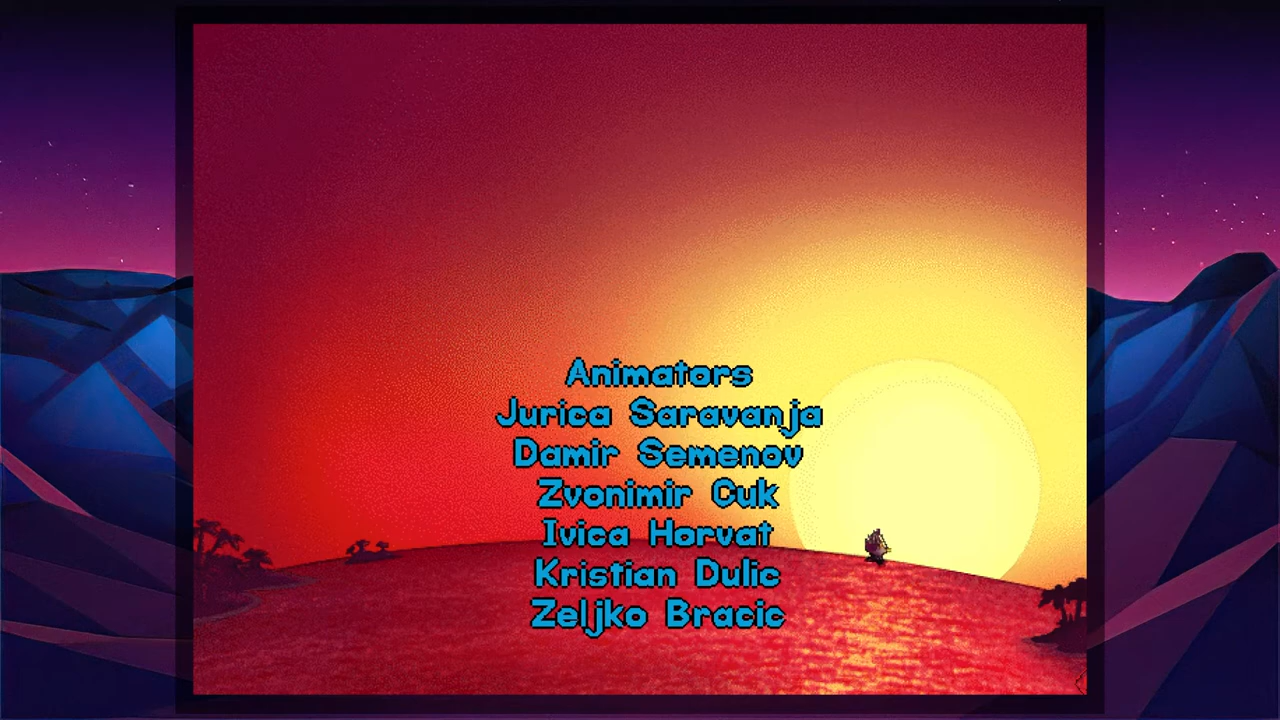 Animators
Jurica Saravanja
Damir Semenov
Zvonimir Cuk
Ivica Horvat
Kristian Dulic
Zeljko Bracic